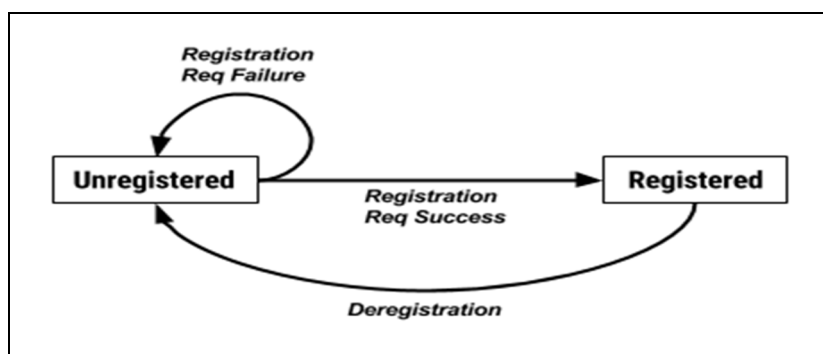 Registration
Req Failure
Unregistered
Registered
Registration
Req Success
Deregistration